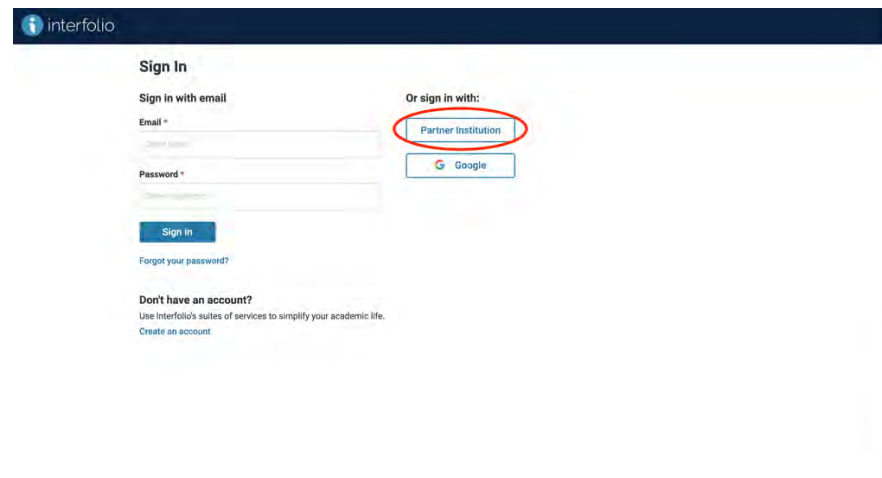 interfolio
Sign In
Sign in with email
Email *
Password *
Sign In
Forgot your password?
Don't have an account?
Use Interfolio's suites of services to simplify your academic life.
Create an account
Or sign in with:
Partner Institution
Google